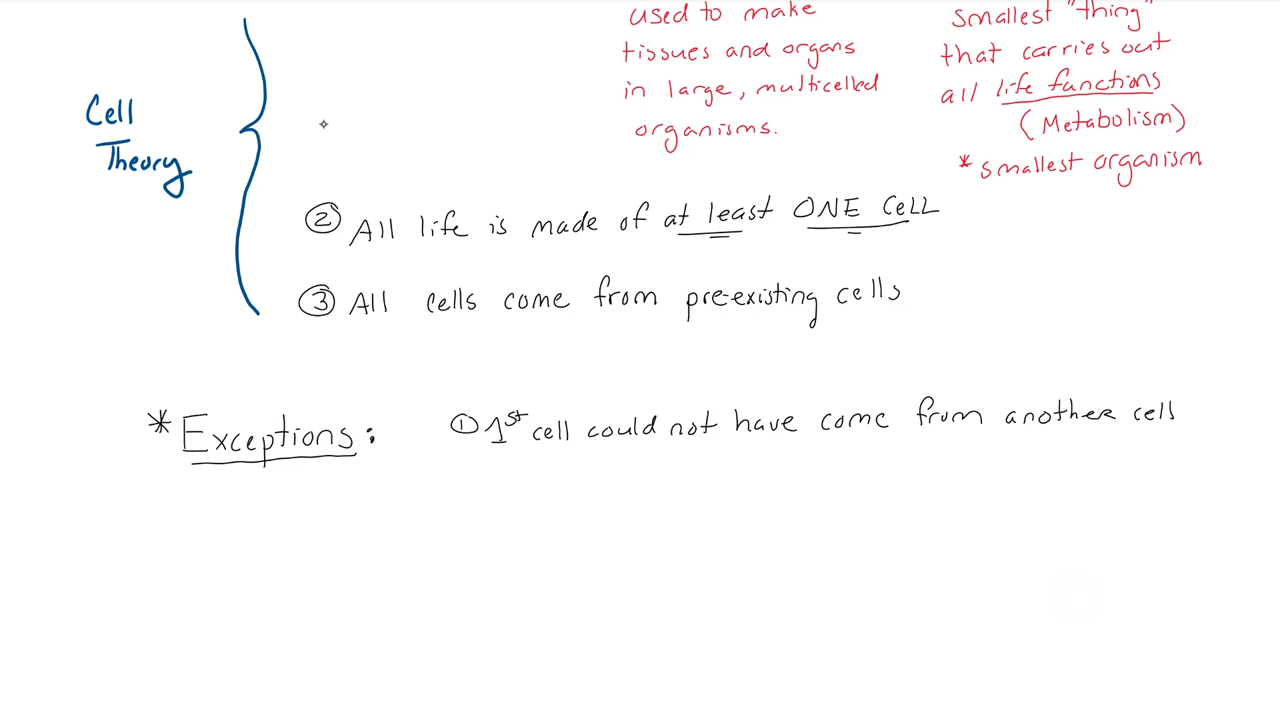 used to make
tissues and organs
in large, multicelled
organisms.
smallest "thing"
that carries out
all life functions
(Metabolism)
* smallest organism
Cell
Theory
② All life is made of at least ONE CELL
③ All cells come from pre-existing cells
* Exceptions:
① 1st cell could not have come from another cell